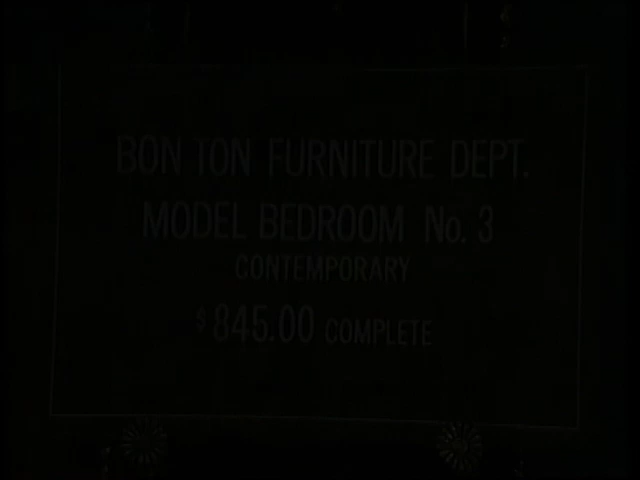 BON TON FURNITURE DEPT.
MODEL BEDROOM No. 3
CONTEMPORARY
$845.00 COMPLETE